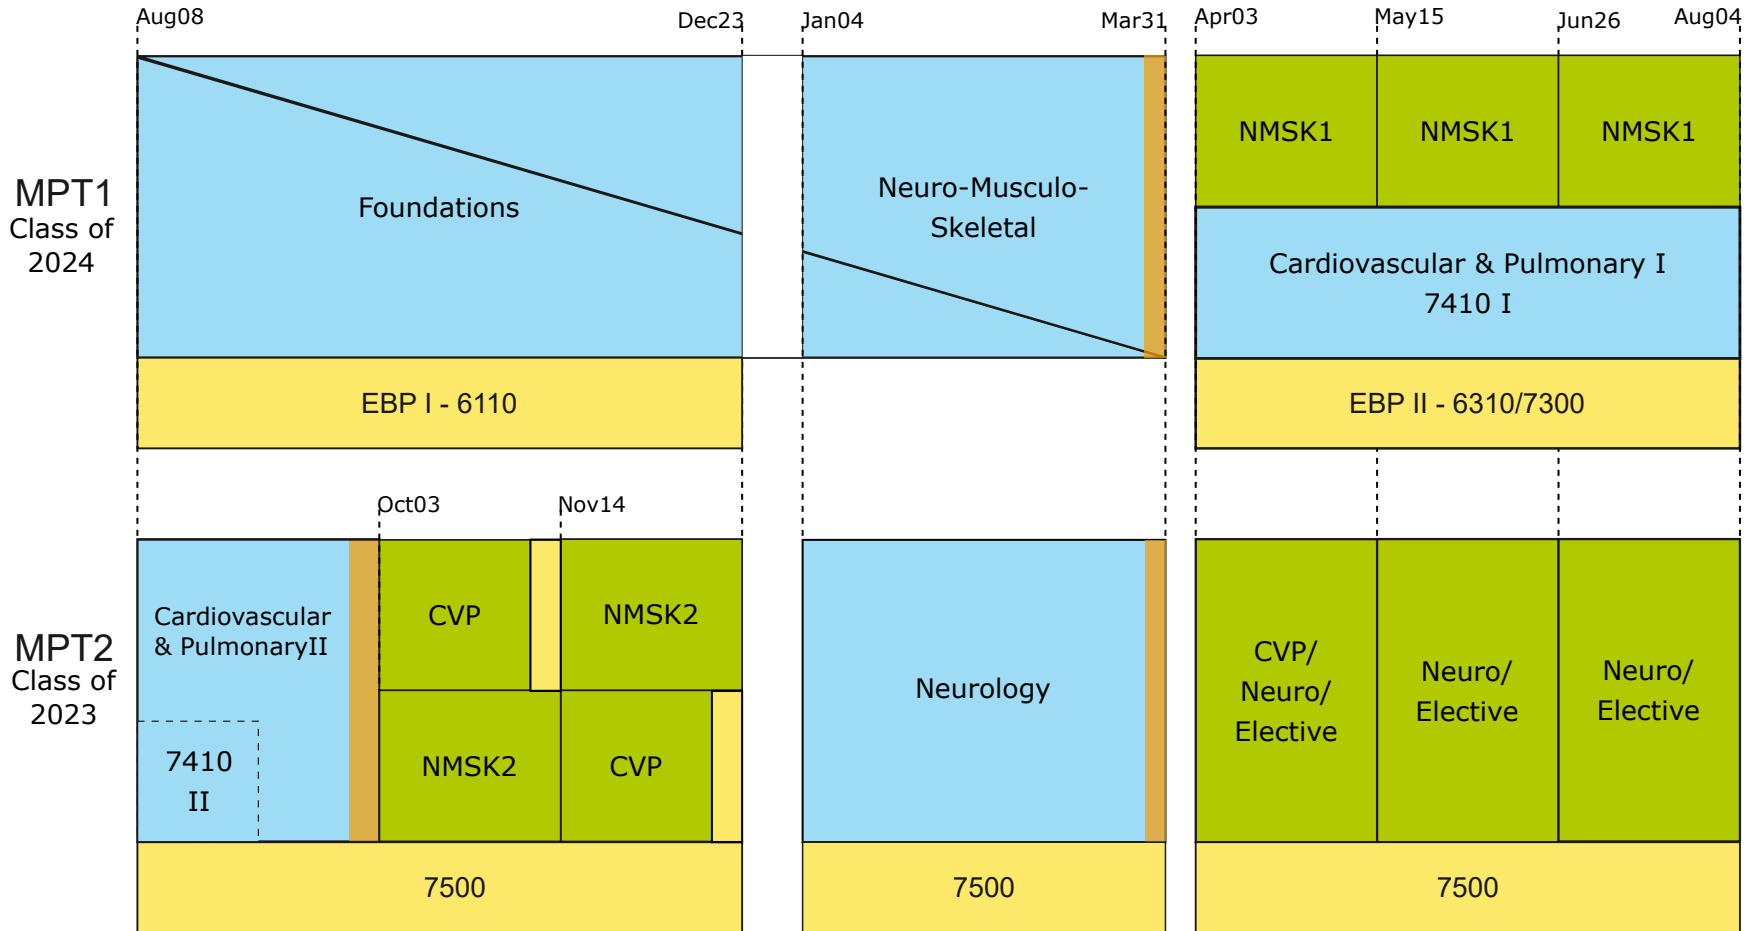 Aug08
Dec23
Jan04
Mar31
Apr03
May15
Jun26
Aug04
MPT1
Class of
2024
Foundations
Neuro-Musculo-
Skeletal
NMSK1
NMSK1
NMSK1
Cardiovascular & Pulmonary I
7410 I
EBP I - 6110
EBP II - 6310/7300
Oct03
Nov14
MPT2
Class of
2023
Cardiovascular
& PulmonaryII
7410
II
CVP
NMSK2
NMSK2
CVP
Neurology
CVP/
Neuro/
Elective
Neuro/
Elective
Neuro/
Elective
7500
7500
7500